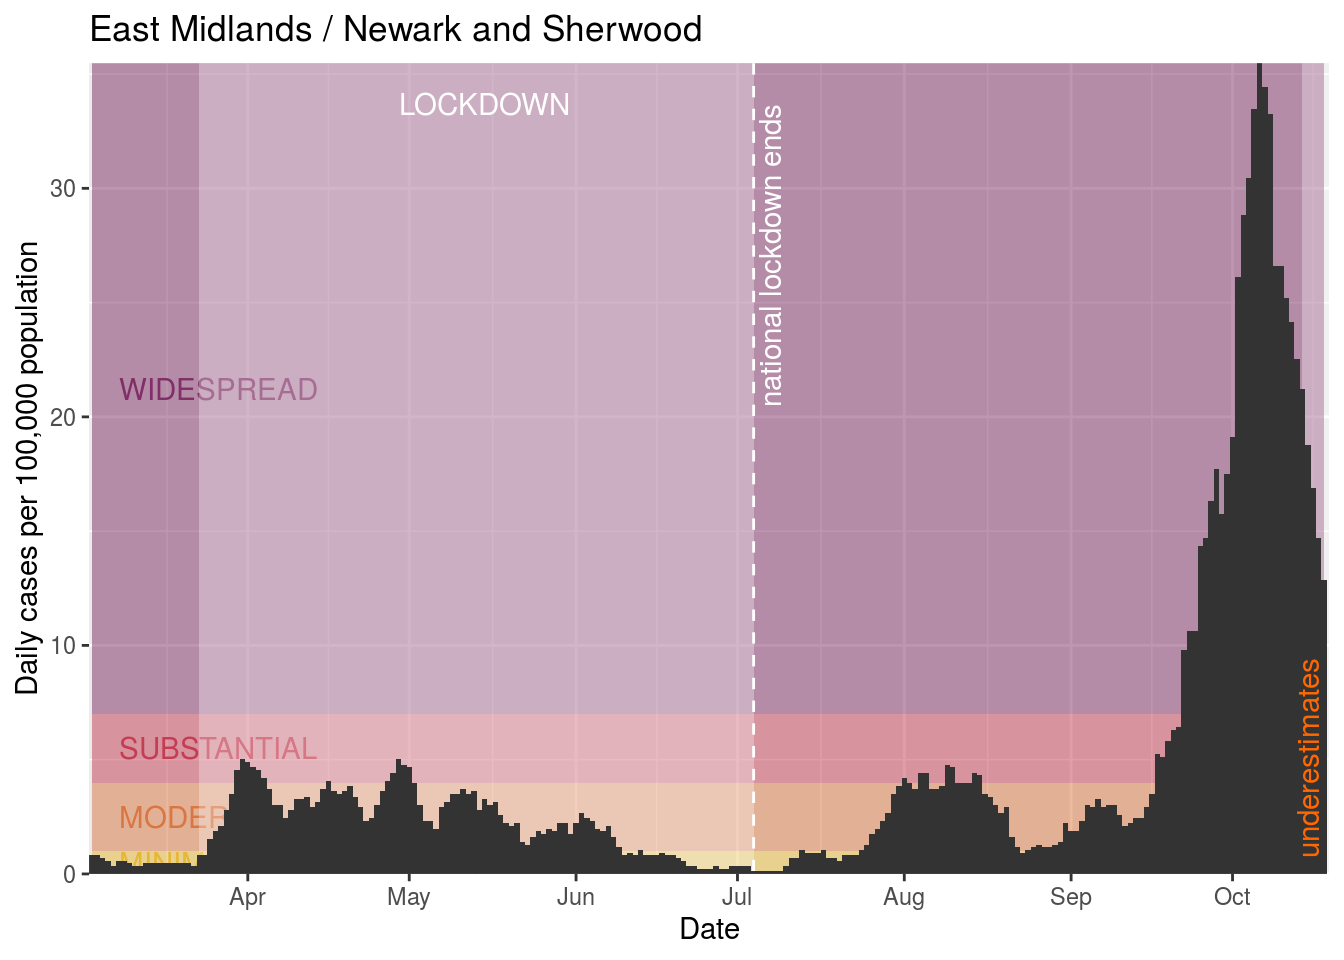 East Midlands / Newark and Sherwood
LOCKDOWN
national lockdown ends
WIDESPREAD
SUBSTANTIAL
underestimates
Daily cases per 100,000 population
30
20
10
0
Apr
May
Jun
Jul
Aug
Sep
Oct
Date